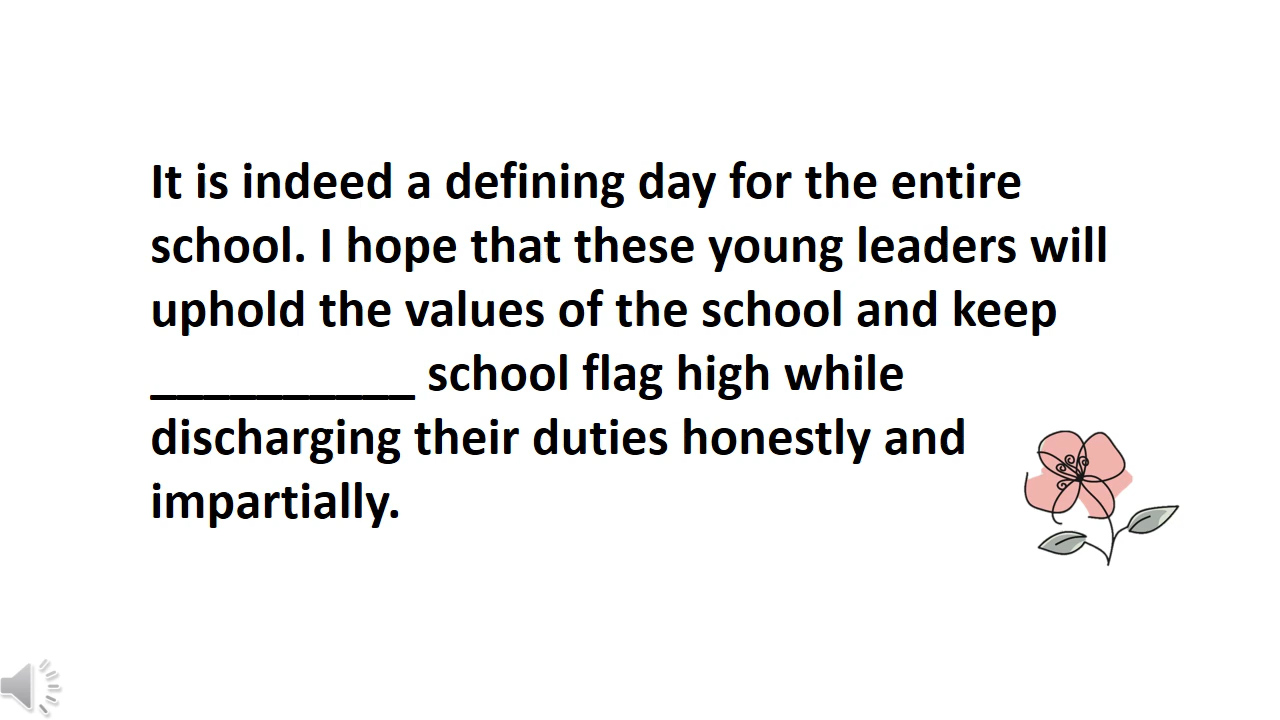 It is indeed a defining day for the entire
school. I hope that these young leaders will
uphold the values of the school and keep
__________ school flag high while
discharging their duties honestly and
impartially.